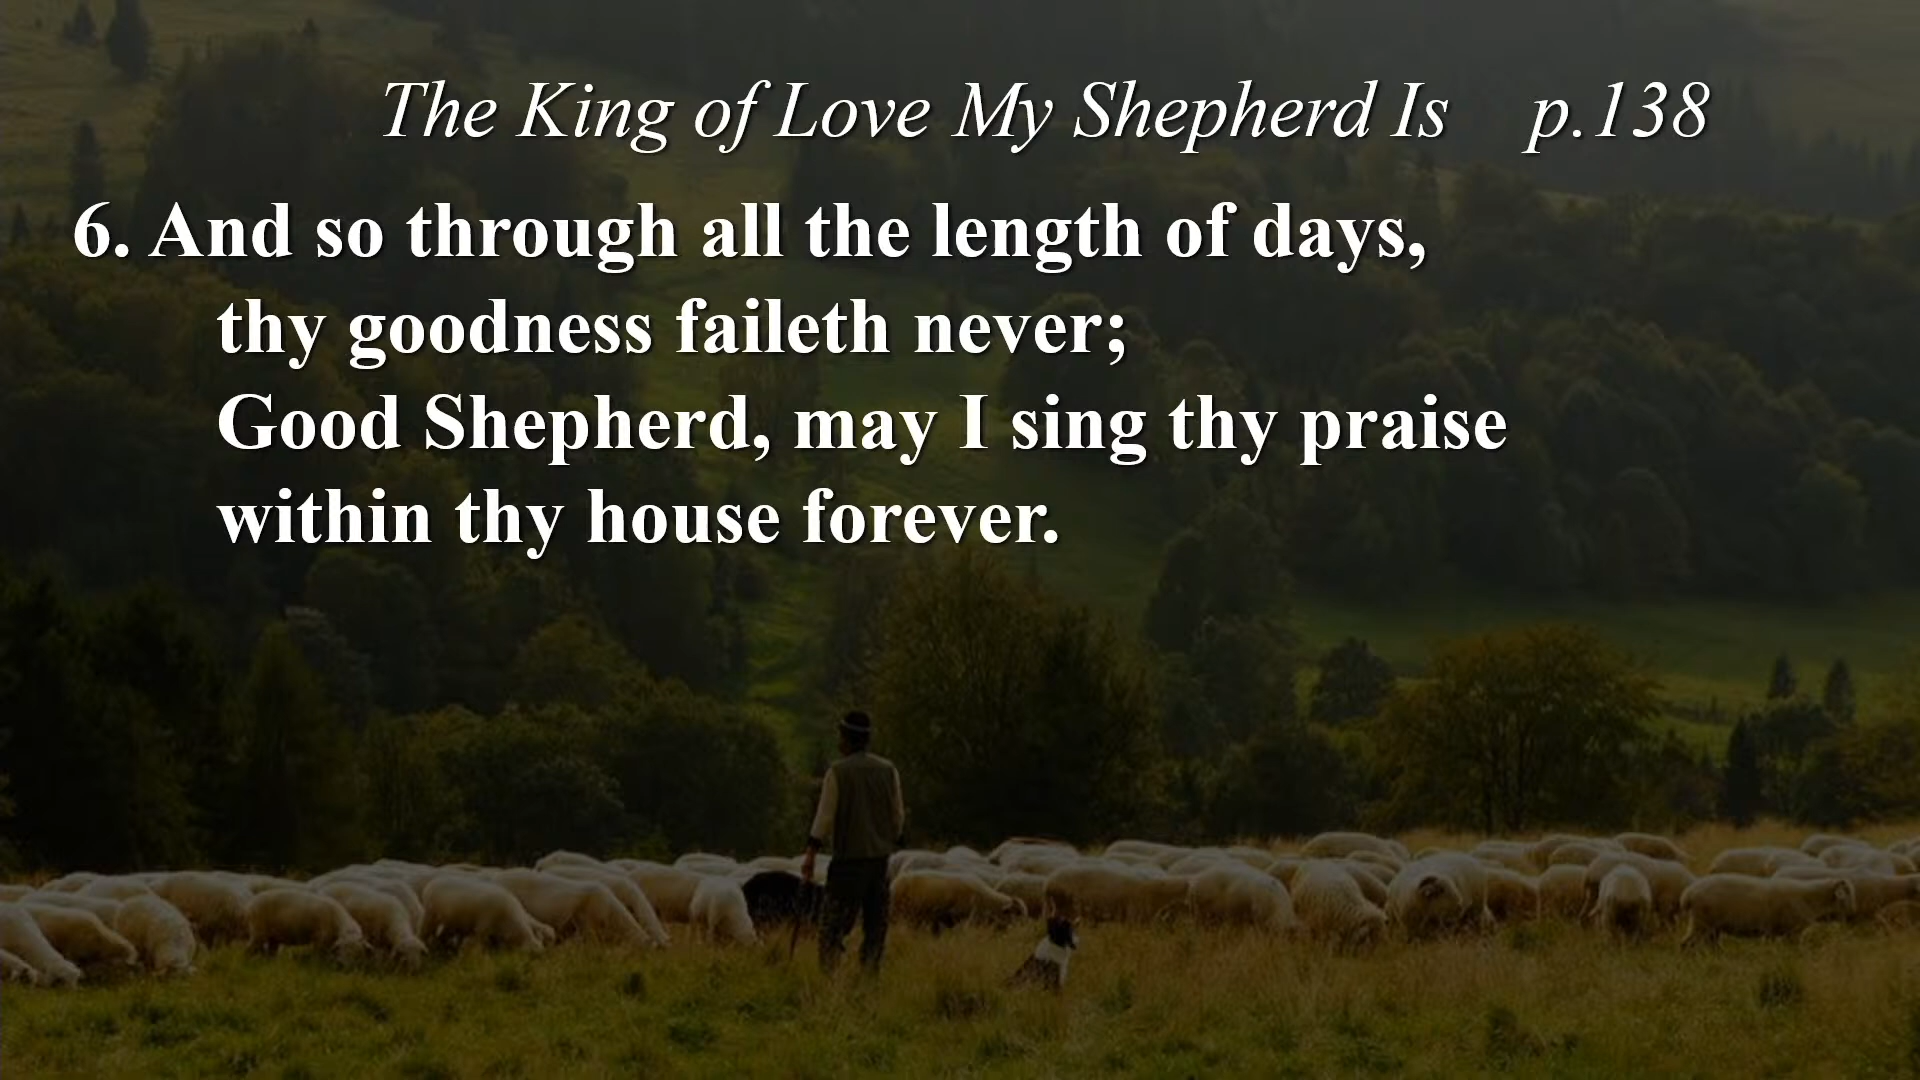 The King of Love My Shepherd Is p.138
6. And so through all the length of days,
thy goodness faileth never;
Good Shepherd, may I sing thy praise
within thy house forever.